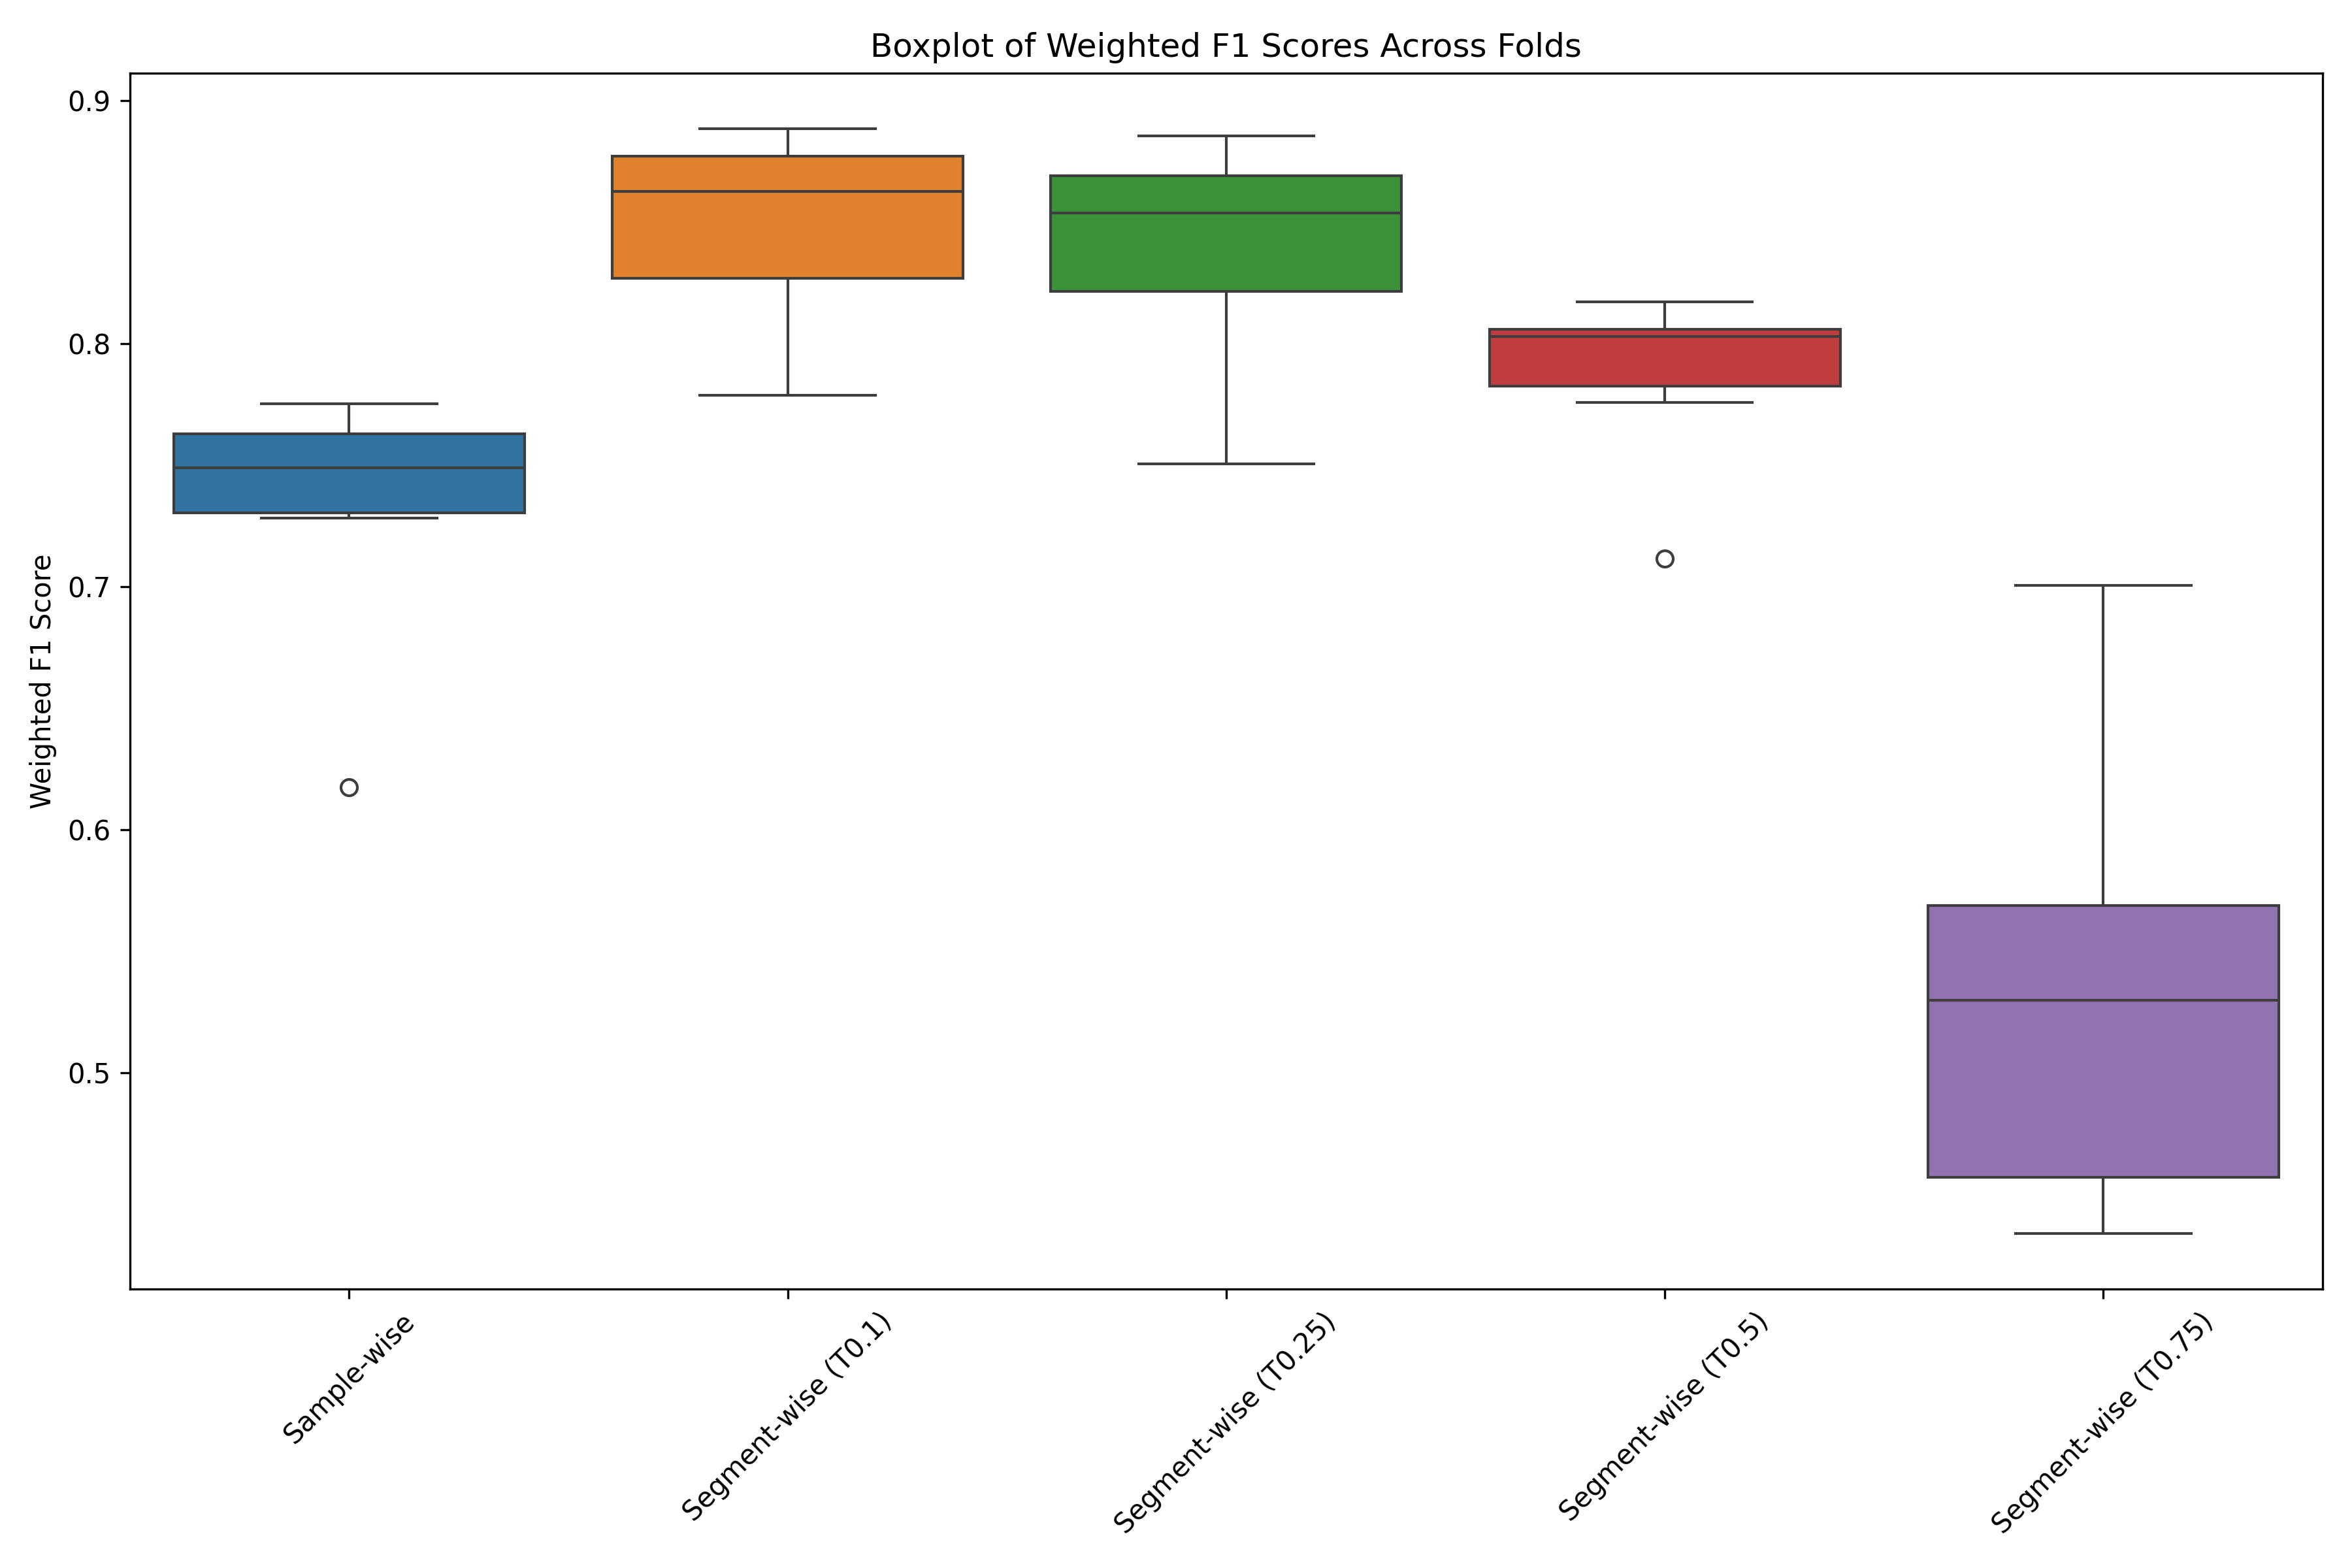 Boxplot of Weighted F1 Scores Across Folds
Weighted F1 Score
0.9
0.8
0.7
0.6
0.5
Sample-wise
Segment-wise (T0.1)
Segment-wise (T0.25)
Segment-wise (T0.5)
Segment-wise (T0.75)